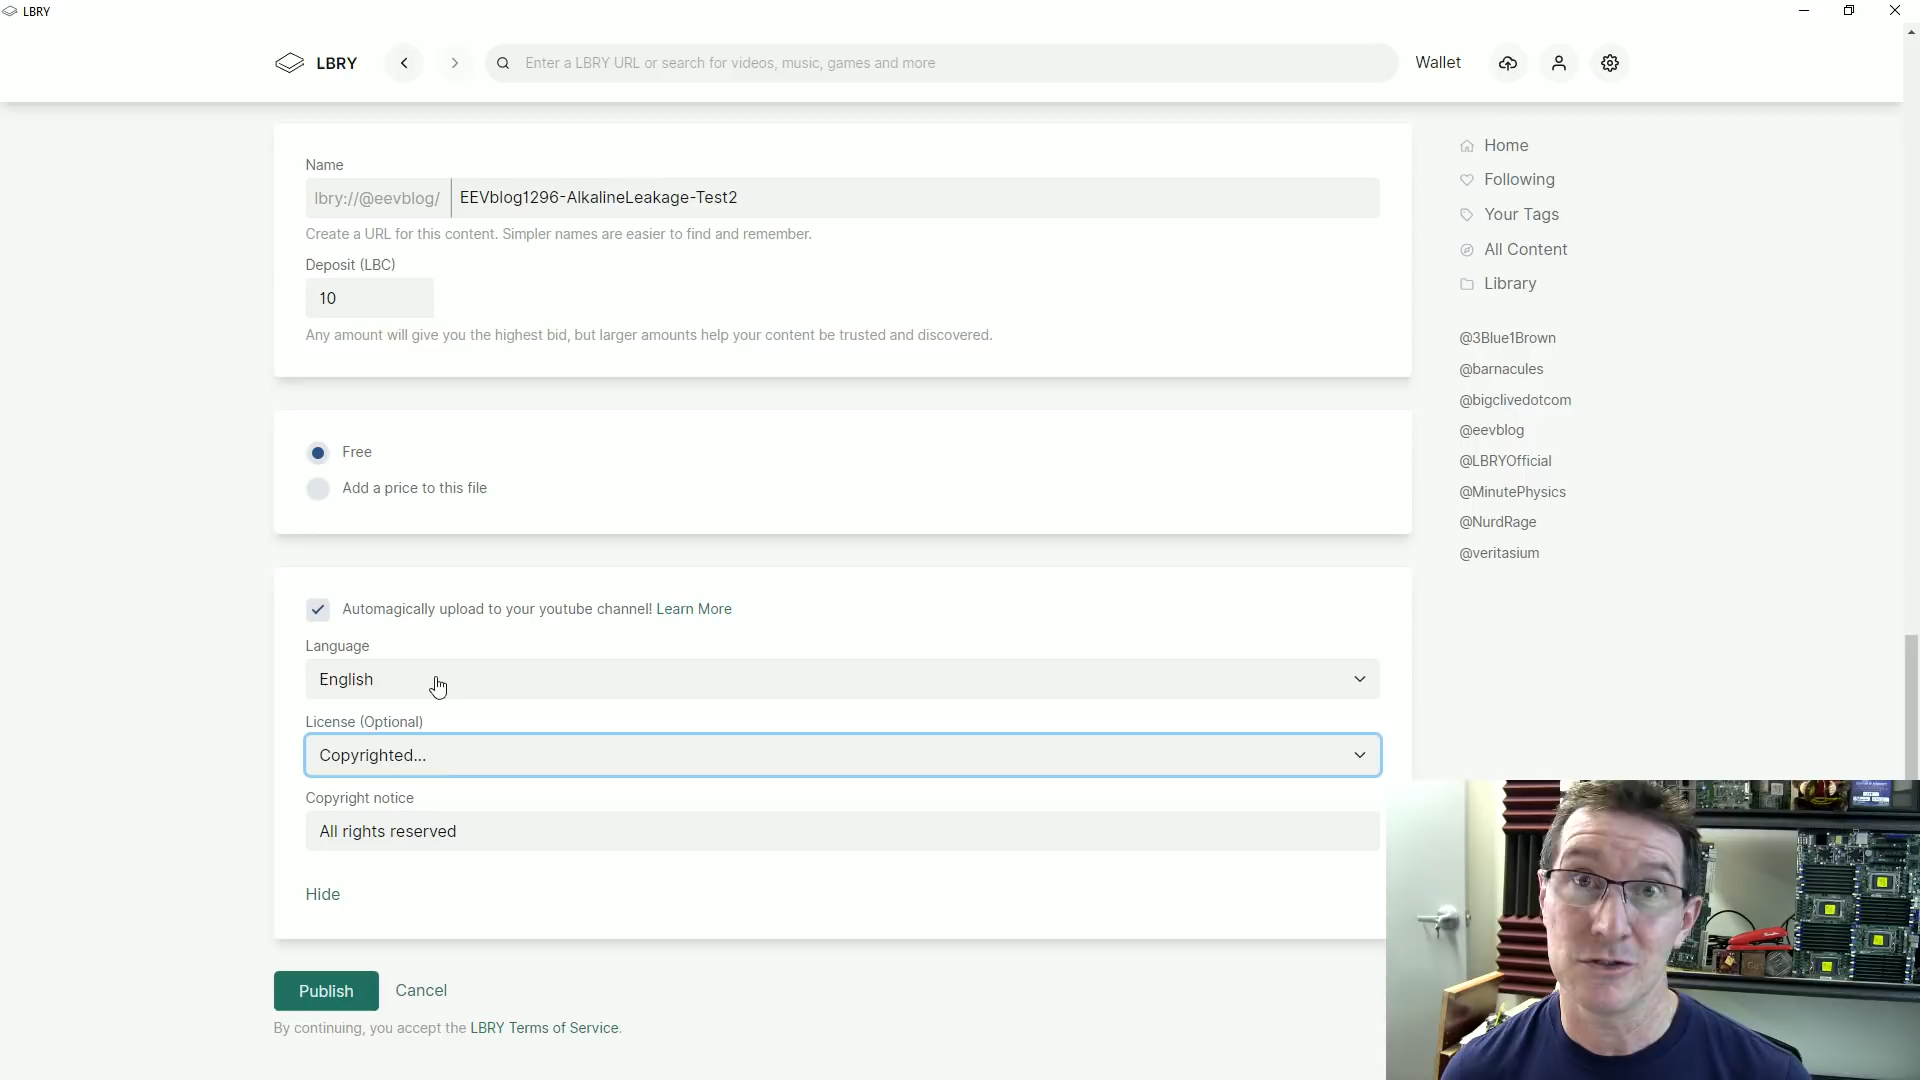 LBRY
LBRY
Enter a LBRY URL or search for videos, music, games and more
Wallet
Name
lbry://@eevblog/
EEVblog1296-AlkalineLeakage-Test2
Create a URL for this content. Simpler names are easier to find and remember.
Deposit (LBC)
10
Any amount will give you the highest bid, but larger amounts help your content be trusted and discovered.
Free
Add a price to this file
Automagically upload to your youtube channel! Learn More
Language
English
License (Optional)
Copyrighted...
Copyright notice
All rights reserved
Hide
Publish
Cancel
By continuing, you accept the LBRY Terms of Service.
Home
Following
Your Tags
All Content
Library
@3Blue1Brown
@barnacules
@bigclivedotcom
@eevblog
@LBRYOfficial
@MinutePhysics
@NurdRage
@veritasium